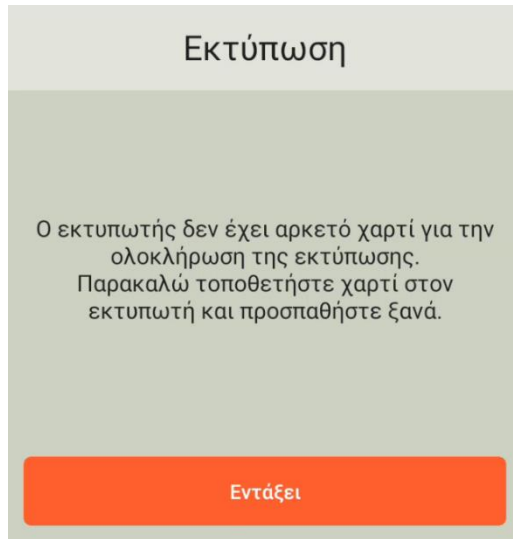 Εκτύπωση
Ο εκτυπωτής δεν έχει αρκετό χαρτί για την
ολοκλήρωση της εκτύπωσης.
Παρακαλώ τοποθετήστε χαρτί στον
εκτυπωτή και προσπαθήστε ξανά.
Εντάξει